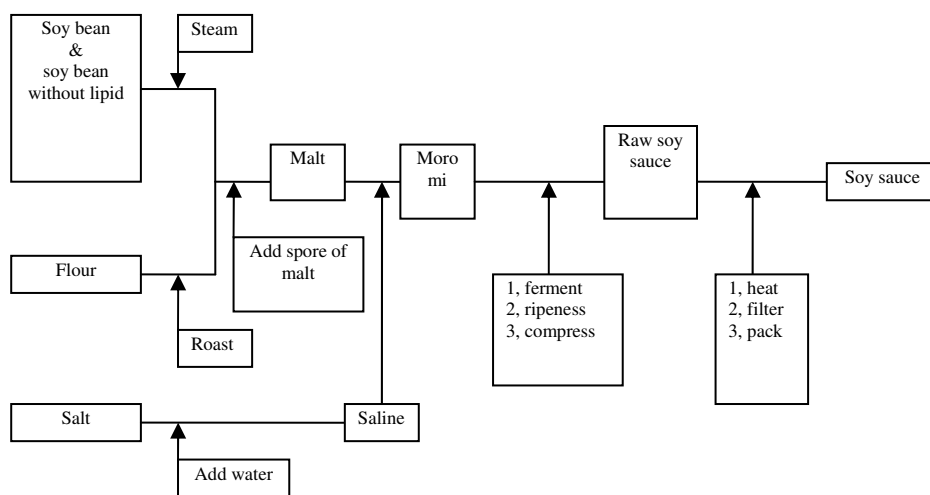 Soy bean
&
soy bean
without lipid
Steam
Malt
Moro
mi
Raw soy
sauce
Soy sauce
Add spore of
malt
Flour
Roast
1, ferment
2, ripeness
3, compress
1, heat
2, filter
3, pack
Salt
Saline
Add water